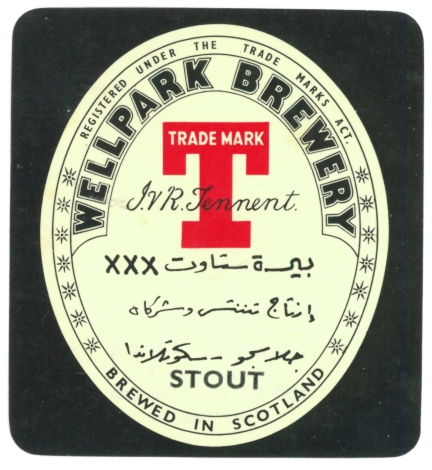 REGISTERED UNDER THE TRADE MARKS ACT.
WELLPARK BREWERY
TRADE MARK
T
J.&R. Tennent.
بيرة ستاوت XXX
إنتاج تننتس وشركاه
جلاسكو - سكوتلاندا
STOUT
BREWED IN SCOTLAND